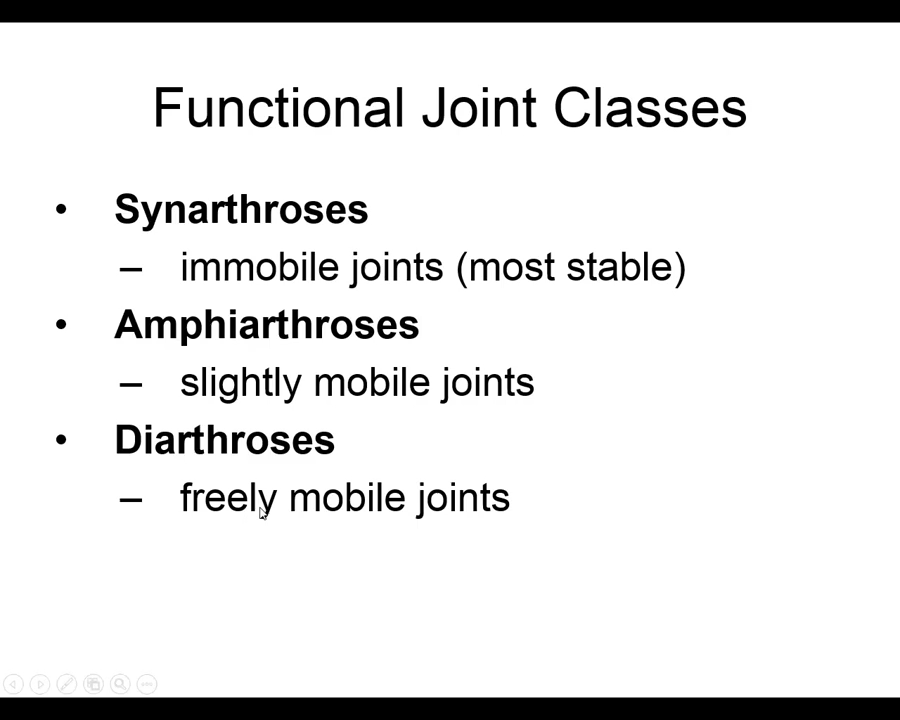 Functional Joint Classes
• Synarthroses
– immobile joints (most stable)
• Amphiarthroses
– slightly mobile joints
• Diarthroses
– freely mobile joints